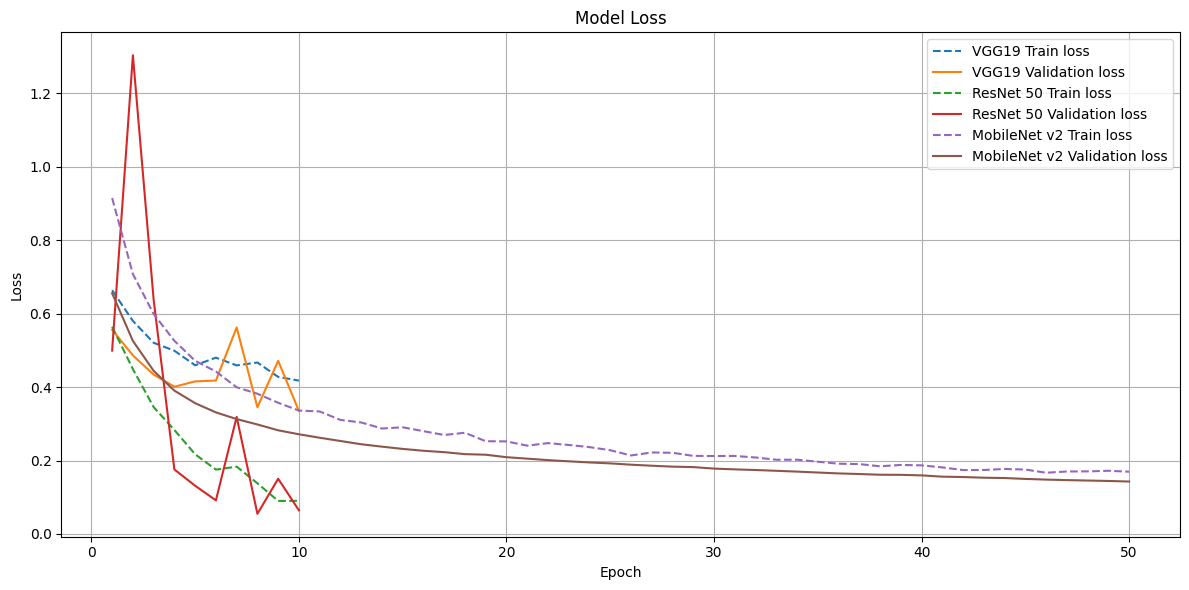 Model Loss
VGG19 Train loss
VGG19 Validation loss
ResNet 50 Train loss
ResNet 50 Validation loss
MobileNet v2 Train loss
MobileNet v2 Validation loss
Loss
1.2
1.0
0.8
0.6
0.4
0.2
0.0
0 10 20 30 40 50
Epoch